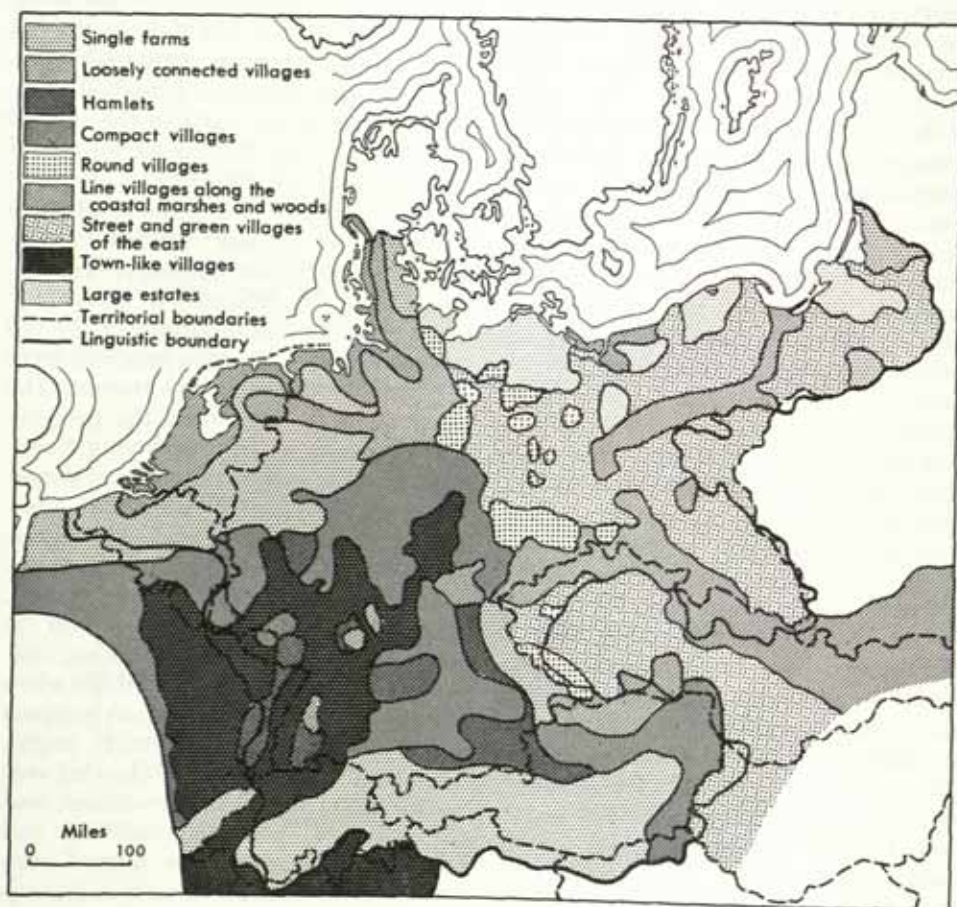 Single farms
Loosely connected villages
Hamlets
Compact villages
Round villages
Line villages along the
coastal marshes and woods
Street and green villages
of the east
Town-like villages
Large estates
Territorial boundaries
Linguistic boundary
Miles
0 100